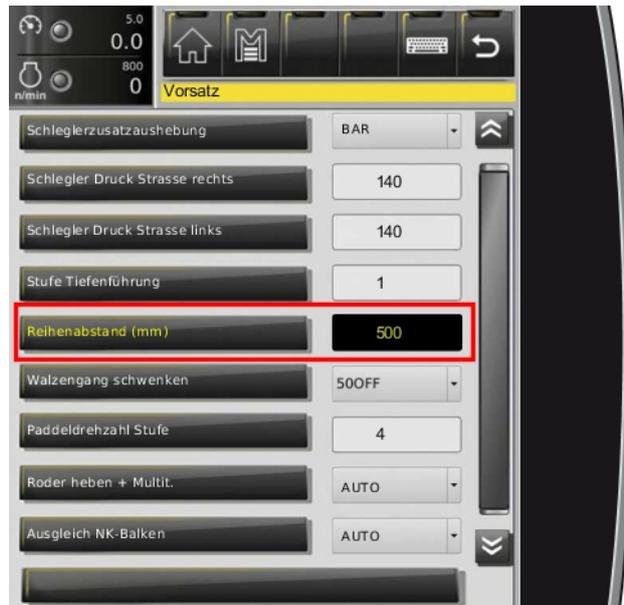 5.0
0.0
800
0
n/min
Vorsatz
Schleglerzusatzaushebung
BAR
Schlegler Druck Strasse rechts
140
Schlegler Druck Strasse links
140
Stufe Tiefenführung
1
Reihenabstand (mm)
500
Walzengang schwenken
50OFF
Paddeldrehzahl Stufe
4
Roder heben + Multit.
AUTO
Ausgleich NK-Balken
AUTO